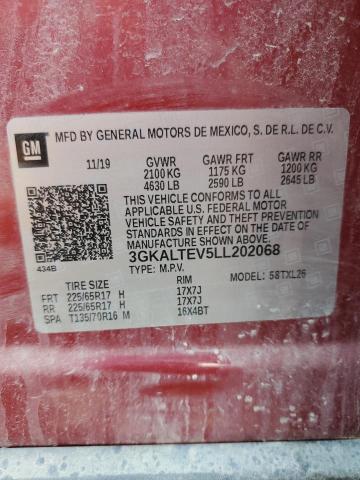 GM
MFD BY GENERAL MOTORS DE MEXICO, S. DE R.L. DE C.V.
11/19 GVWR GAWR FRT GAWR RR
2100 KG 1175 KG 1200 KG
4630 LB 2590 LB 2645 LB
THIS VEHICLE CONFORMS TO ALL
APPLICABLE U.S. FEDERAL MOTOR
VEHICLE SAFETY AND THEFT PREVENTION
STANDARDS IN EFFECT ON THE DATE OF
MANUFACTURE SHOWN ABOVE.
3GKALTEV5LL202068
434B TYPE: M.P.V. 58TXL26
TIRE SIZE RIM
FRT 225/65R17 H 17X7J
RR 225/65R17 H 17X7J
SPA T135/70R16 M 16X4BT